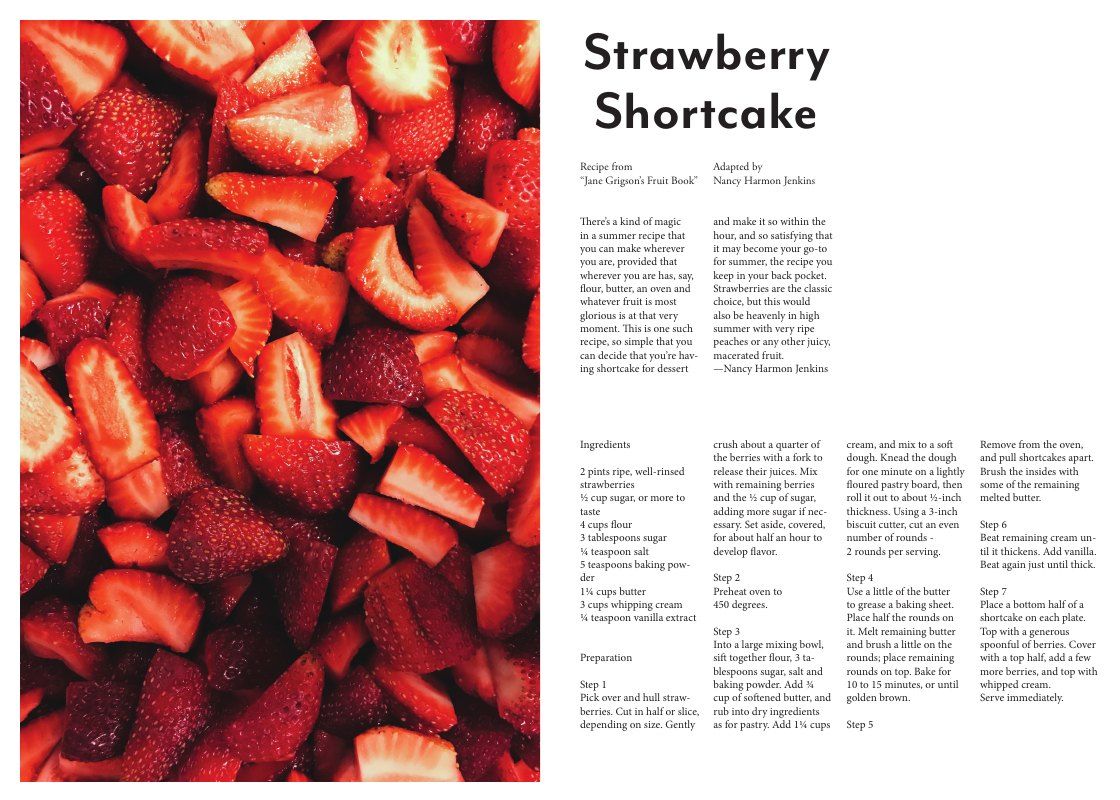 Strawberry
Shortcake
Recipe from
“Jane Grigson’s Fruit Book”
Adapted by
Nancy Harmon Jenkins
There’s a kind of magic
in a summer recipe that
you can make wherever
you are, provided that
wherever you are has, say,
flour, butter, an oven and
whatever fruit is most
glorious is at that very
moment. This is one such
recipe, so simple that you
can decide that you’re hav-
ing shortcake for dessert
and make it so within the
hour, and so satisfying that
it may become your go-to
for summer, the recipe you
keep in your back pocket.
Strawberries are the classic
choice, but this would
also be heavenly in high
summer with very ripe
peaches or any other juicy,
macerated fruit.
—Nancy Harmon Jenkins
Ingredients
2 pints ripe, well-rinsed
strawberries
½ cup sugar, or more to
taste
4 cups flour
3 tablespoons sugar
¼ teaspoon salt
5 teaspoons baking pow-
der
1¼ cups butter
3 cups whipping cream
¼ teaspoon vanilla extract
Preparation
Step 1
Pick over and hull straw-
berries. Cut in half or slice,
depending on size. Gently
crush about a quarter of
the berries with a fork to
release their juices. Mix
with remaining berries
and the ½ cup of sugar,
adding more sugar if nec-
essary. Set aside, covered,
for about half an hour to
develop flavor.
Step 2
Preheat oven to
450 degrees.
Step 3
Into a large mixing bowl,
sift together flour, 3 ta-
blespoons sugar, salt and
baking powder. Add ¾
cup of softened butter, and
rub into dry ingredients
as for pastry. Add 1¼ cups
cream, and mix to a soft
dough. Knead the dough
for one minute on a lightly
floured pastry board, then
roll it out to about ½-inch
thickness. Using a 3-inch
biscuit cutter, cut an even
number of rounds -
2 rounds per serving.
Step 4
Use a little of the butter
to grease a baking sheet.
Place half the rounds on
it. Melt remaining butter
and brush a little on the
rounds; place remaining
rounds on top. Bake for
10 to 15 minutes, or until
golden brown.
Step 5
Remove from the oven,
and pull shortcakes apart.
Brush the insides with
some of the remaining
melted butter.
Step 6
Beat remaining cream un-
til it thickens. Add vanilla.
Beat again just until thick.
Step 7
Place a bottom half of a
shortcake on each plate.
Top with a generous
spoonful of berries. Cover
with a top half, add a few
more berries, and top with
whipped cream.
Serve immediately.